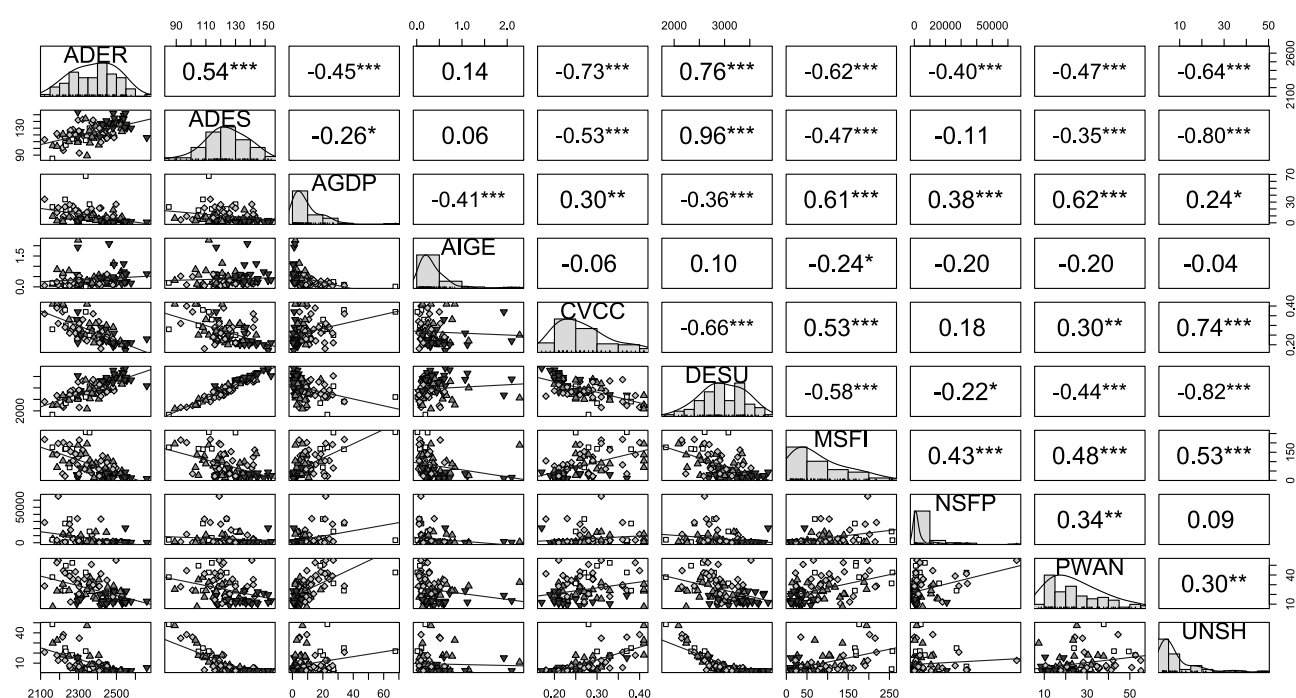 90 110 130 150 0.0 1.0 2.0 2000 3000 0 20000 50000 10 30 50
ADER 0.54*** -0.45*** 0.14 -0.73*** 0.76*** -0.62*** -0.40*** -0.47*** -0.64*** 2100 2600
90 130 ADES -0.26* 0.06 -0.53*** 0.96*** -0.47*** -0.11 -0.35*** -0.80***
AGDP -0.41*** 0.30** -0.36*** 0.61*** 0.38*** 0.62*** 0.24* 0 30 70
0.0 1.5 AIGE -0.06 0.10 -0.24* -0.20 -0.20 -0.04
CVCC -0.66*** 0.53*** 0.18 0.30** 0.74*** 0.20 0.40
2000 DESU -0.58*** -0.22* -0.44*** -0.82***
MSFI 0.43*** 0.48*** 0.53*** 0 150
0 50000 NSFP 0.34** 0.09
PWAN 0.30** 10 40
10 40 UNSH
2100 2300 2500 0 20 40 60 0.20 0.30 0.40 0 50 150 250 10 30 50